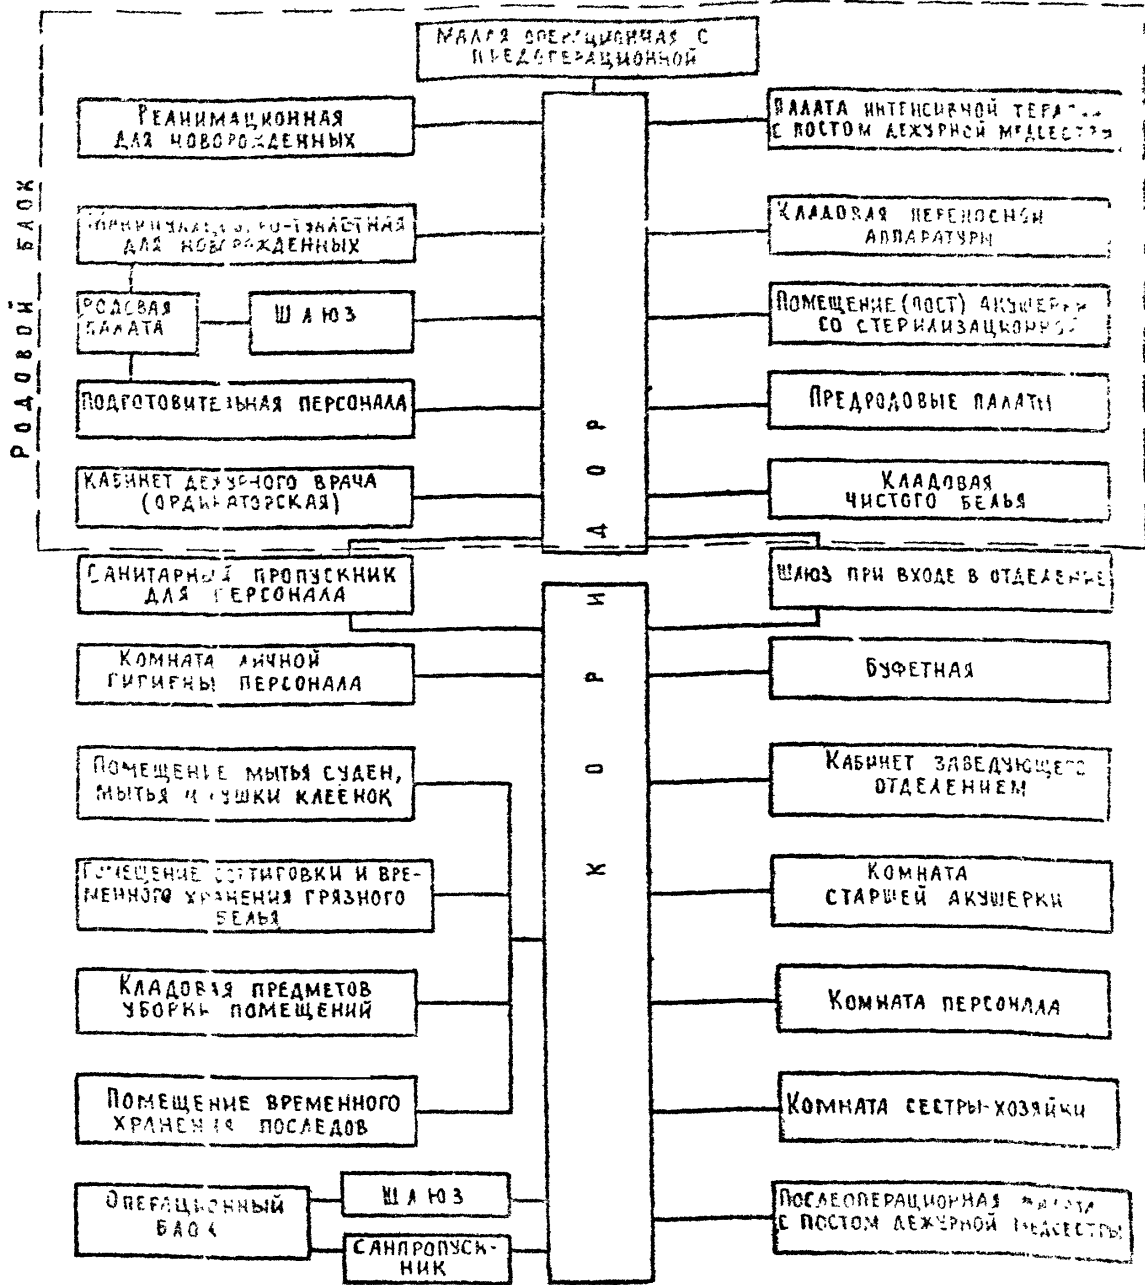 МАЛАЯ ОПЕРАЦИОННАЯ С
ПРЕДОПЕРАЦИОННОЙ
РЕАНИМАЦИОННАЯ
ДЛЯ НОВОРОЖДЕННЫХ
ПАЛАТА ИНТЕНСИВНОЙ ТЕРАПИИ
С ПОСТОМ ДЕЖУРНОЙ МЕДСЕСТРЫ
РОДОВОЙ БЛОК
ДЛЯ НОВОРОЖДЕННЫХ
КЛАДОВАЯ ПЕРЕНОСНОЙ
АППАРАТУРЫ
РОДОВАЯ
ПАЛАТА
ШЛЮЗ
ПОМЕЩЕНИЕ (ПОСТ) АКУШЕРКИ
СО СТЕРИЛИЗАЦИОННОЙ
ПОДГОТОВИТЕЛЬНАЯ ПЕРСОНАЛА
ПРЕДРОДОВЫЕ ПАЛАТЫ
КАБИНЕТ ДЕЖУРНОГО ВРАЧА
(ОРДИНАТОРСКАЯ)
КЛАДОВАЯ
ЧИСТОГО БЕЛЬЯ
КОРИДОР
САНИТАРНЫЙ ПРОПУСКНИК
ДЛЯ ПЕРСОНАЛА
ШЛЮЗ ПРИ ВХОДЕ В ОТДЕЛЕНИЕ
КОМНАТА ЛИЧНОЙ
ГИГИЕНЫ ПЕРСОНАЛА
БУФЕТНАЯ
ПОМЕЩЕНИЕ МЫТЬЯ СУДЕН,
МЫТЬЯ И СУШКИ КЛЕЕНОК
КАБИНЕТ ЗАВЕДУЮЩЕГО
ОТДЕЛЕНИЕМ
ПОМЕЩЕНИЕ СОРТИРОВКИ И ВРЕ-
МЕННОГО ХРАНЕНИЯ ГРЯЗНОГО
БЕЛЬЯ
КОМНАТА
СТАРШЕЙ АКУШЕРКИ
КЛАДОВАЯ ПРЕДМЕТОВ
УБОРКИ ПОМЕЩЕНИЙ
КОМНАТА ПЕРСОНАЛА
ПОМЕЩЕНИЕ ВРЕМЕННОГО
ХРАНЕНИЯ ПОСЛЕДОВ
КОМНАТА СЕСТРЫ-ХОЗЯЙКИ
ОПЕРАЦИОННЫЙ
БЛОК
ШЛЮЗ
САНПРОПУСК-
НИК
ПОСЛЕОПЕРАЦИОННАЯ ПАЛАТА
С ПОСТОМ ДЕЖУРНОЙ МЕДСЕСТРЫ